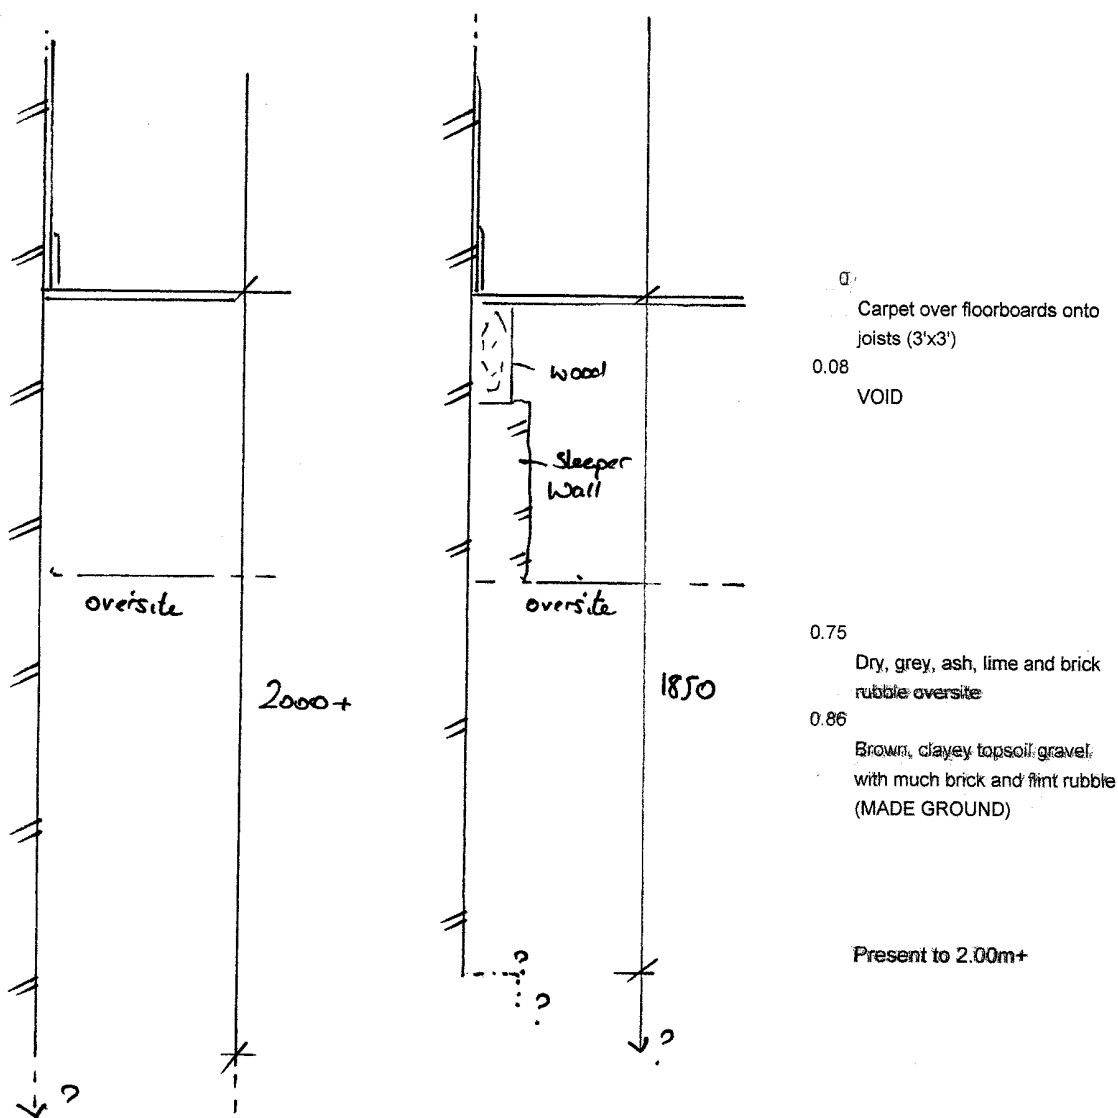 wood
Sleeper
Wall
oversite
2000+
?
oversite
1850
?
?
?
0
Carpet over floorboards onto
joists (3'x3')
0.08
VOID
0.75
Dry, grey, ash, lime and brick
rubble oversite
0.86
Brown, clayey topsoil gravel
with much brick and flint rubble
(MADE GROUND)
Present to 2.00m+